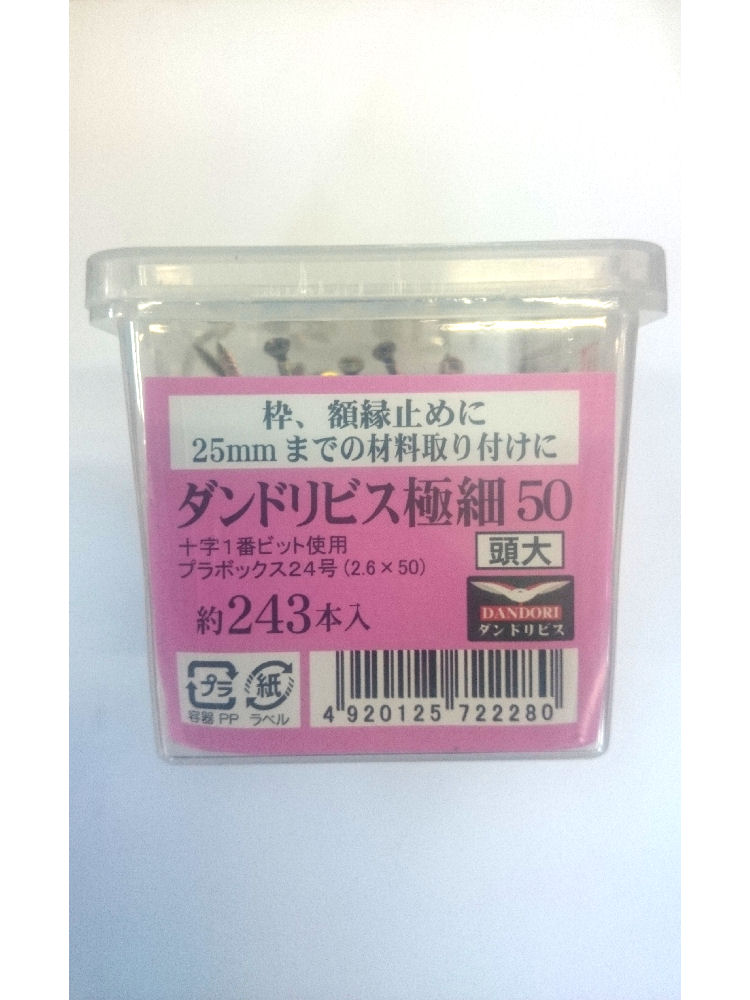 枠、額縁止めに
25mmまでの材料取り付けに
ダンドリビス極細50
十字1番ビット使用
頭大
プラボックス24号(2.6×50)
約243本入
DANDORI
ダンドリビス
プラ
紙
容器 PP ラベル
4 920125 722280